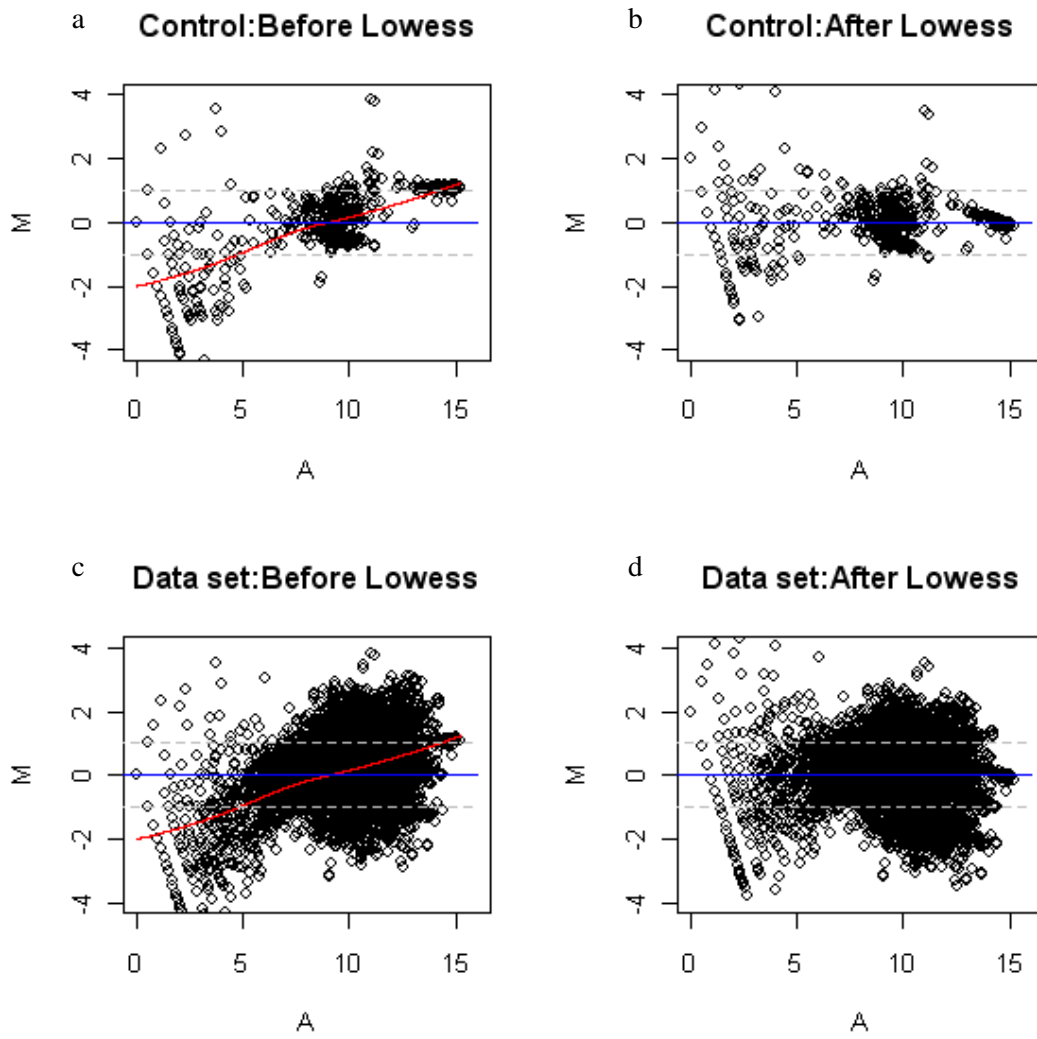 a Control:Before Lowess
b Control:After Lowess
4
2
0
-2
-4
M
0 5 10 15
A
4
2
0
-2
-4
M
0 5 10 15
A
c Data set:Before Lowess
d Data set:After Lowess
4
2
0
-2
-4
M
0 5 10 15
A
4
2
0
-2
-4
M
0 5 10 15
A